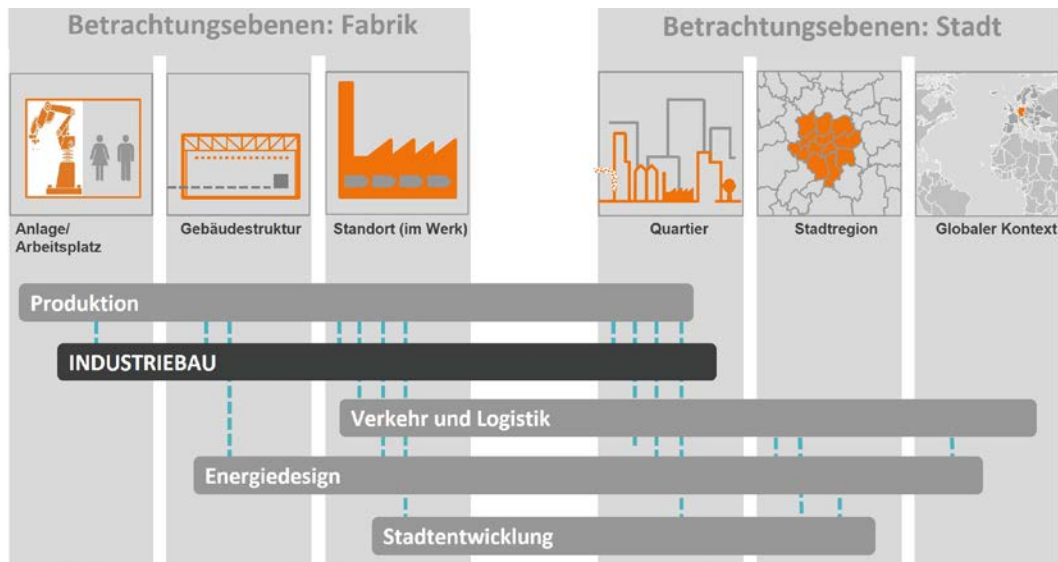 Betrachtungsebenen: Fabrik
Betrachtungsebenen: Stadt
Anlage/
Arbeitsplatz
Gebäudestruktur
Standort (im Werk)
Quartier
Stadtregion
Globaler Kontext
Produktion
INDUSTRIEBAU
Verkehr und Logistik
Energiedesign
Stadtentwicklung